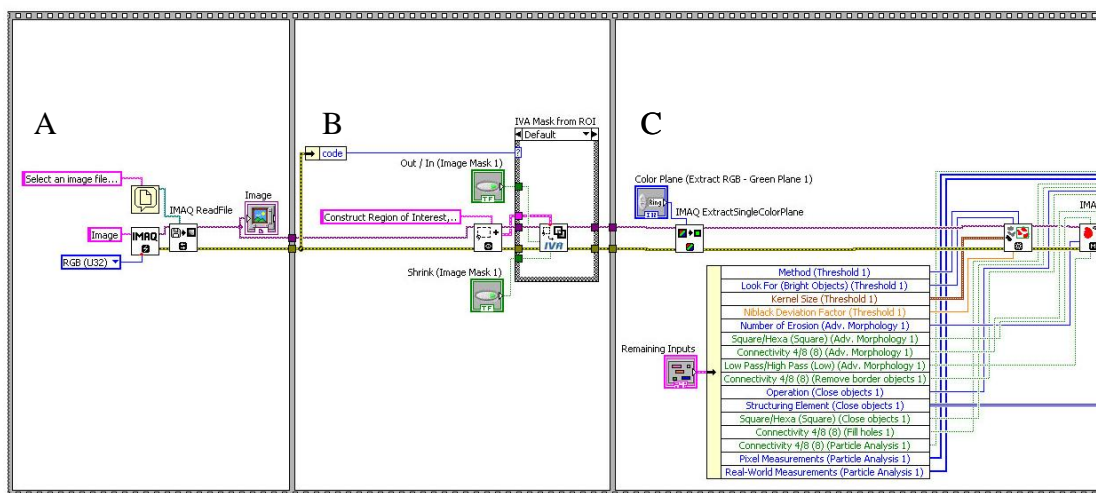 A
Select an image file...
IMAQ ReadFile
Image
Image
IMAQ
RGB (U32)
B
code
IVA Mask from ROI
Default
Out / In (Image Mask 1)
TF
Construct Region of Interest,..
IVA
Shrink (Image Mask 1)
TF
C
Color Plane (Extract RGB - Green Plane 1)
Ring
IMAQ ExtractSingleColorPlane
IMA
Remaining Inputs
Method (Threshold 1)
Look For (Bright Objects) (Threshold 1)
Kernel Size (Threshold 1)
Niblack Deviation Factor (Threshold 1)
Number of Erosion (Adv. Morphology 1)
Square/Hexa (Square) (Adv. Morphology 1)
Connectivity 4/8 (8) (Adv. Morphology 1)
Low Pass/High Pass (Low) (Adv. Morphology 1)
Connectivity 4/8 (8) (Remove border objects 1)
Operation (Close objects 1)
Structuring Element (Close objects 1)
Square/Hexa (Square) (Close objects 1)
Connectivity 4/8 (8) (Fill holes 1)
Connectivity 4/8 (8) (Particle Analysis 1)
Pixel Measurements (Particle Analysis 1)
Real-World Measurements (Particle Analysis 1)